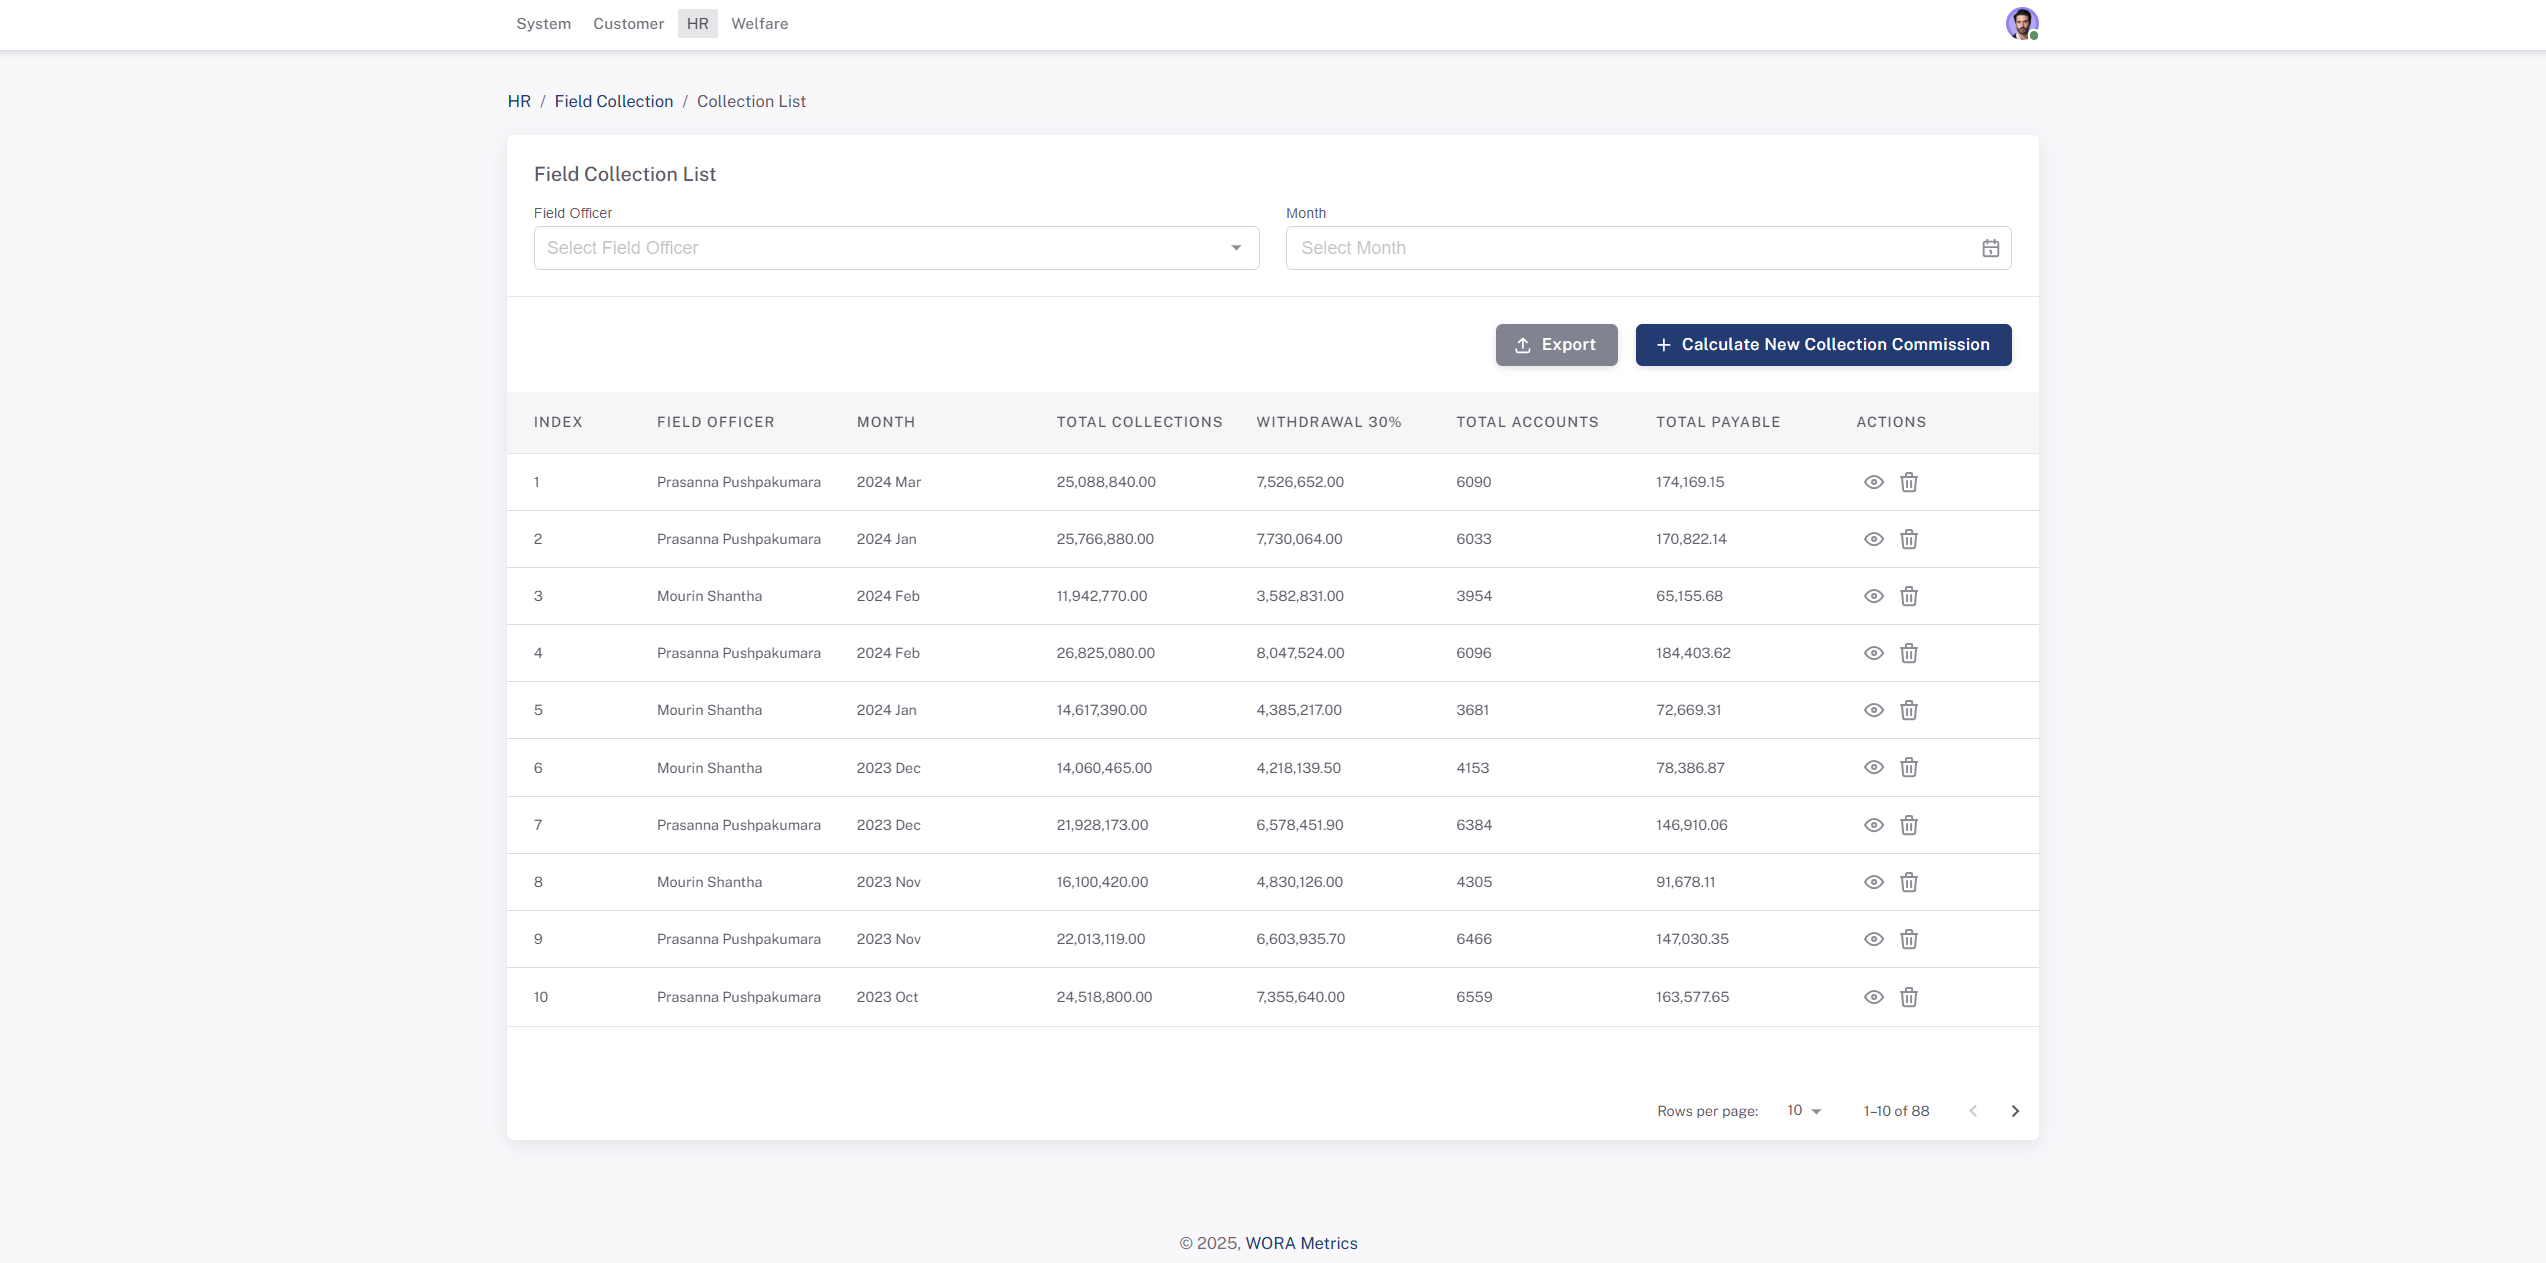 System Customer HR Welfare
HR / Field Collection / Collection List
Field Collection List
Field Officer Month
Select Field Officer Select Month
Export + Calculate New Collection Commission
INDEX FIELD OFFICER MONTH TOTAL COLLECTIONS WITHDRAWAL 30% TOTAL ACCOUNTS TOTAL PAYABLE ACTIONS
1 Prasanna Pushpakumara 2024 Mar 25,088,840.00 7,526,652.00 6090 174,169.15
2 Prasanna Pushpakumara 2024 Jan 25,766,880.00 7,730,064.00 6033 170,822.14
3 Mourin Shantha 2024 Feb 11,942,770.00 3,582,831.00 3954 65,155.68
4 Prasanna Pushpakumara 2024 Feb 26,825,080.00 8,047,524.00 6096 184,403.62
5 Mourin Shantha 2024 Jan 14,617,390.00 4,385,217.00 3681 72,669.31
6 Mourin Shantha 2023 Dec 14,060,465.00 4,218,139.50 4153 78,386.87
7 Prasanna Pushpakumara 2023 Dec 21,928,173.00 6,578,451.90 6384 146,910.06
8 Mourin Shantha 2023 Nov 16,100,420.00 4,830,126.00 4305 91,678.11
9 Prasanna Pushpakumara 2023 Nov 22,013,119.00 6,603,935.70 6466 147,030.35
10 Prasanna Pushpakumara 2023 Oct 24,518,800.00 7,355,640.00 6559 163,577.65
Rows per page: 10 1–10 of 88
© 2025, WORA Metrics